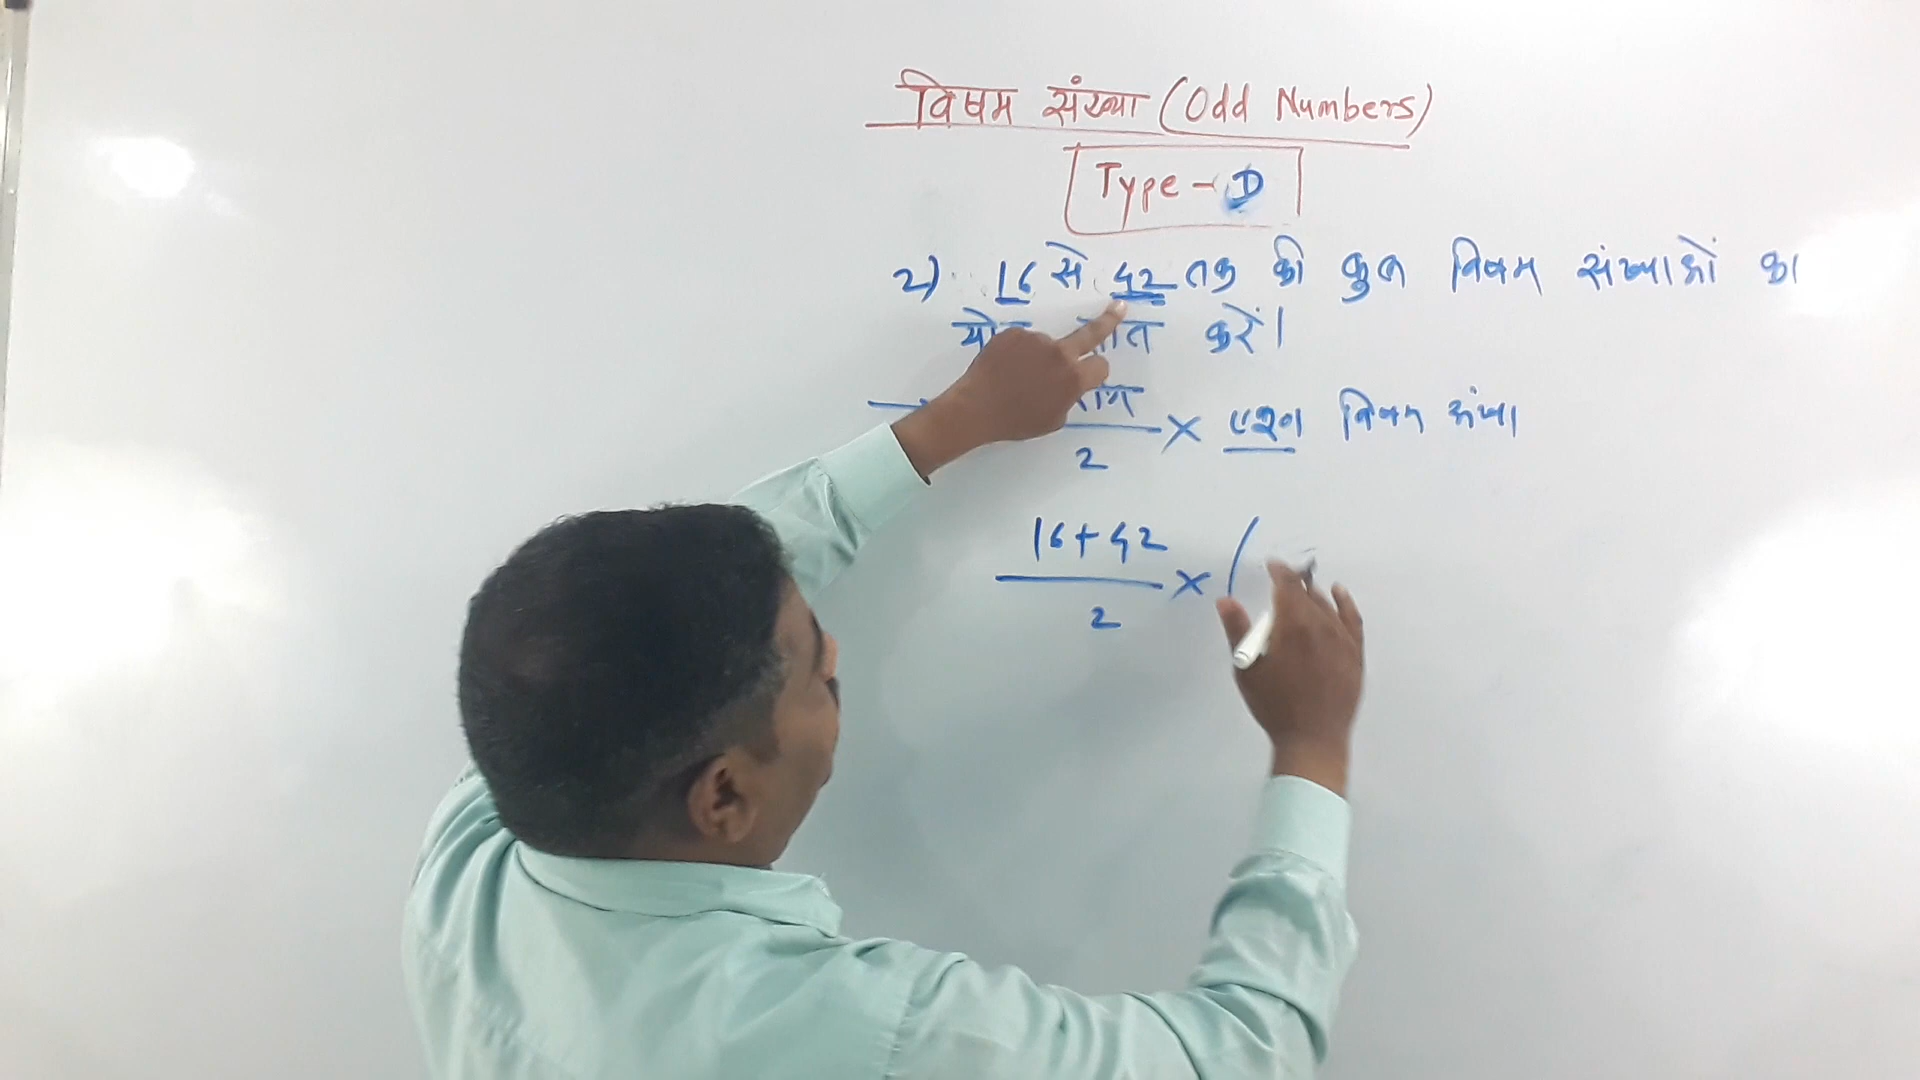 विषम संख्या (Odd Numbers)
Type - D
2) 16 से 42 तक की कुल विषम संख्याओं का
ज्ञात करें।
2 × विषम संख्या
16+42
2 × (